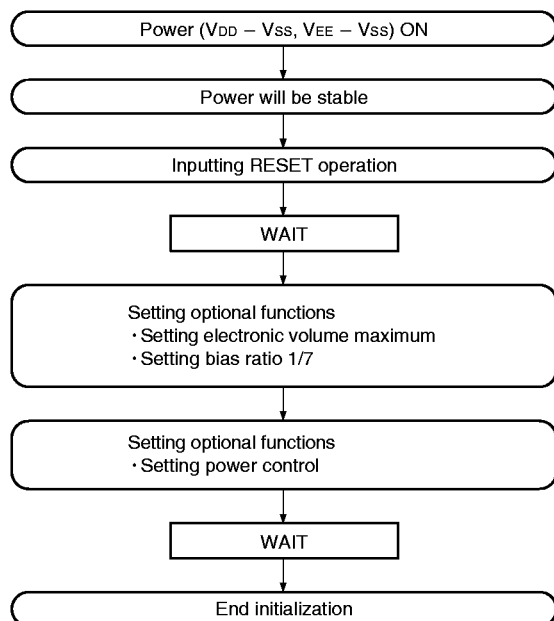 Power (VDD – VSS, VEE – VSS) ON
Power will be stable
Inputting RESET operation
WAIT
Setting optional functions
・Setting electronic volume maximum
・Setting bias ratio 1/7
Setting optional functions
・Setting power control
WAIT
End initialization